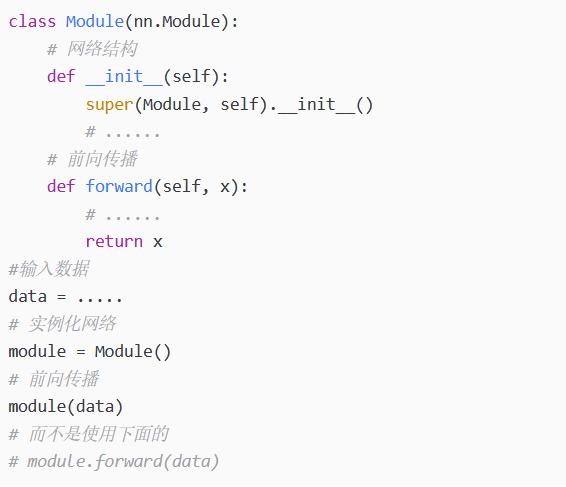 class Module(nn.Module):
    # 网络结构
    def __init__(self):
        super(Module, self).__init__()
        # ......
    # 前向传播
    def forward(self, x):
        # ......
        return x
#输入数据
data = .....
# 实例化网络
module = Module()
# 前向传播
module(data)
# 而不是使用下面的
# module.forward(data)